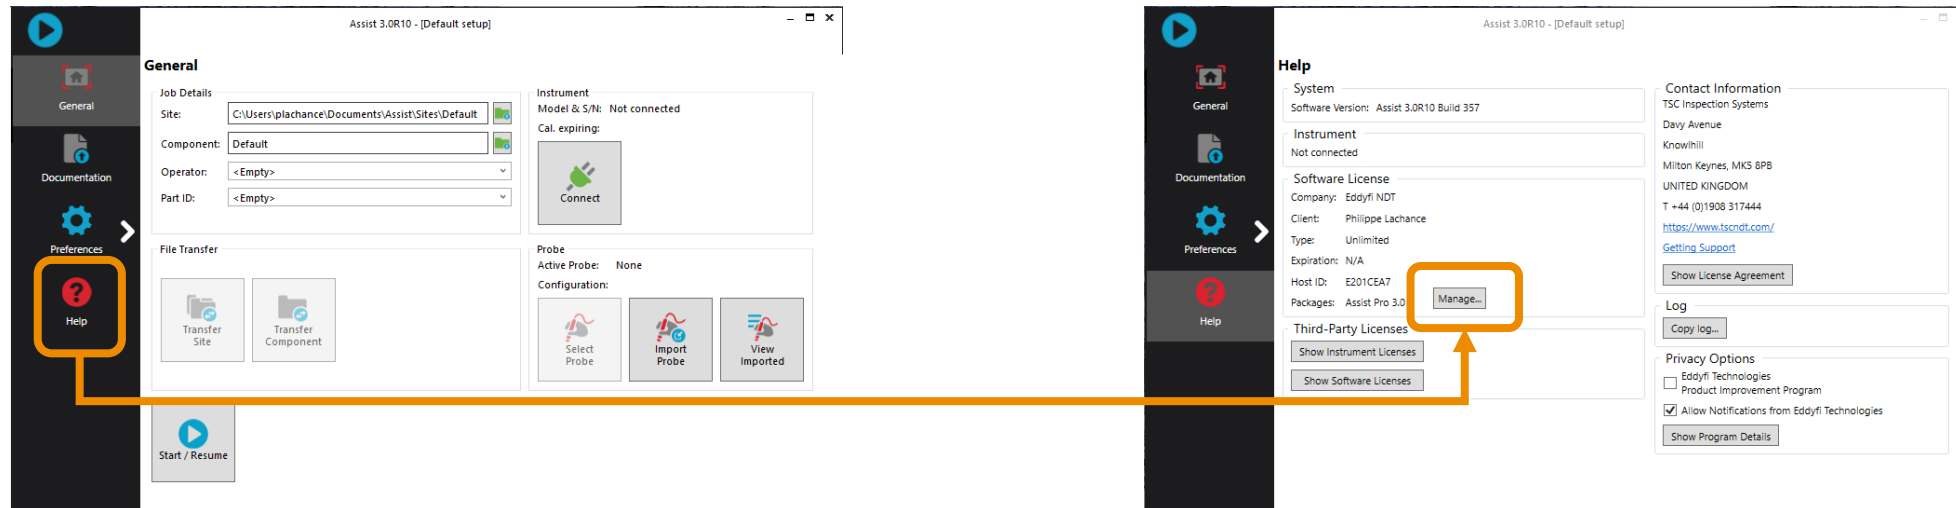 Assist 3.0R10 - [Default setup]
General
Documentation
Preferences
Help
General
Job Details
Site: C:\Users\plachance\Documents\Assist\Sites\Default
Component: Default
Operator: <Empty>
Part ID: <Empty>
Instrument
Model & S/N: Not connected
Cal. expiring:
Connect
File Transfer
Transfer
Site
Transfer
Component
Probe
Active Probe: None
Configuration:
Select
Probe
Import
Probe
View
Imported
Start / Resume
Assist 3.0R10 - [Default setup]
General
Documentation
Preferences
Help
Help
System
Software Version: Assist 3.0R10 Build 357
Instrument
Not connected
Software License
Company: Eddyfi NDT
Client: Philippe Lachance
Type: Unlimited
Expiration: N/A
Host ID: E201CEA7
Packages: Assist Pro 3.0
Manage...
Third-Party Licenses
Show Instrument Licenses
Show Software Licenses
Contact Information
TSC Inspection Systems
Davy Avenue
Knowlhill
Milton Keynes, MK5 8PB
UNITED KINGDOM
T +44 (0)1908 317444
https://www.tscndt.com/
Getting Support
Show License Agreement
Log
Copy log...
Privacy Options
Eddyfi Technologies
Product Improvement Program
Allow Notifications from Eddyfi Technologies
Show Program Details